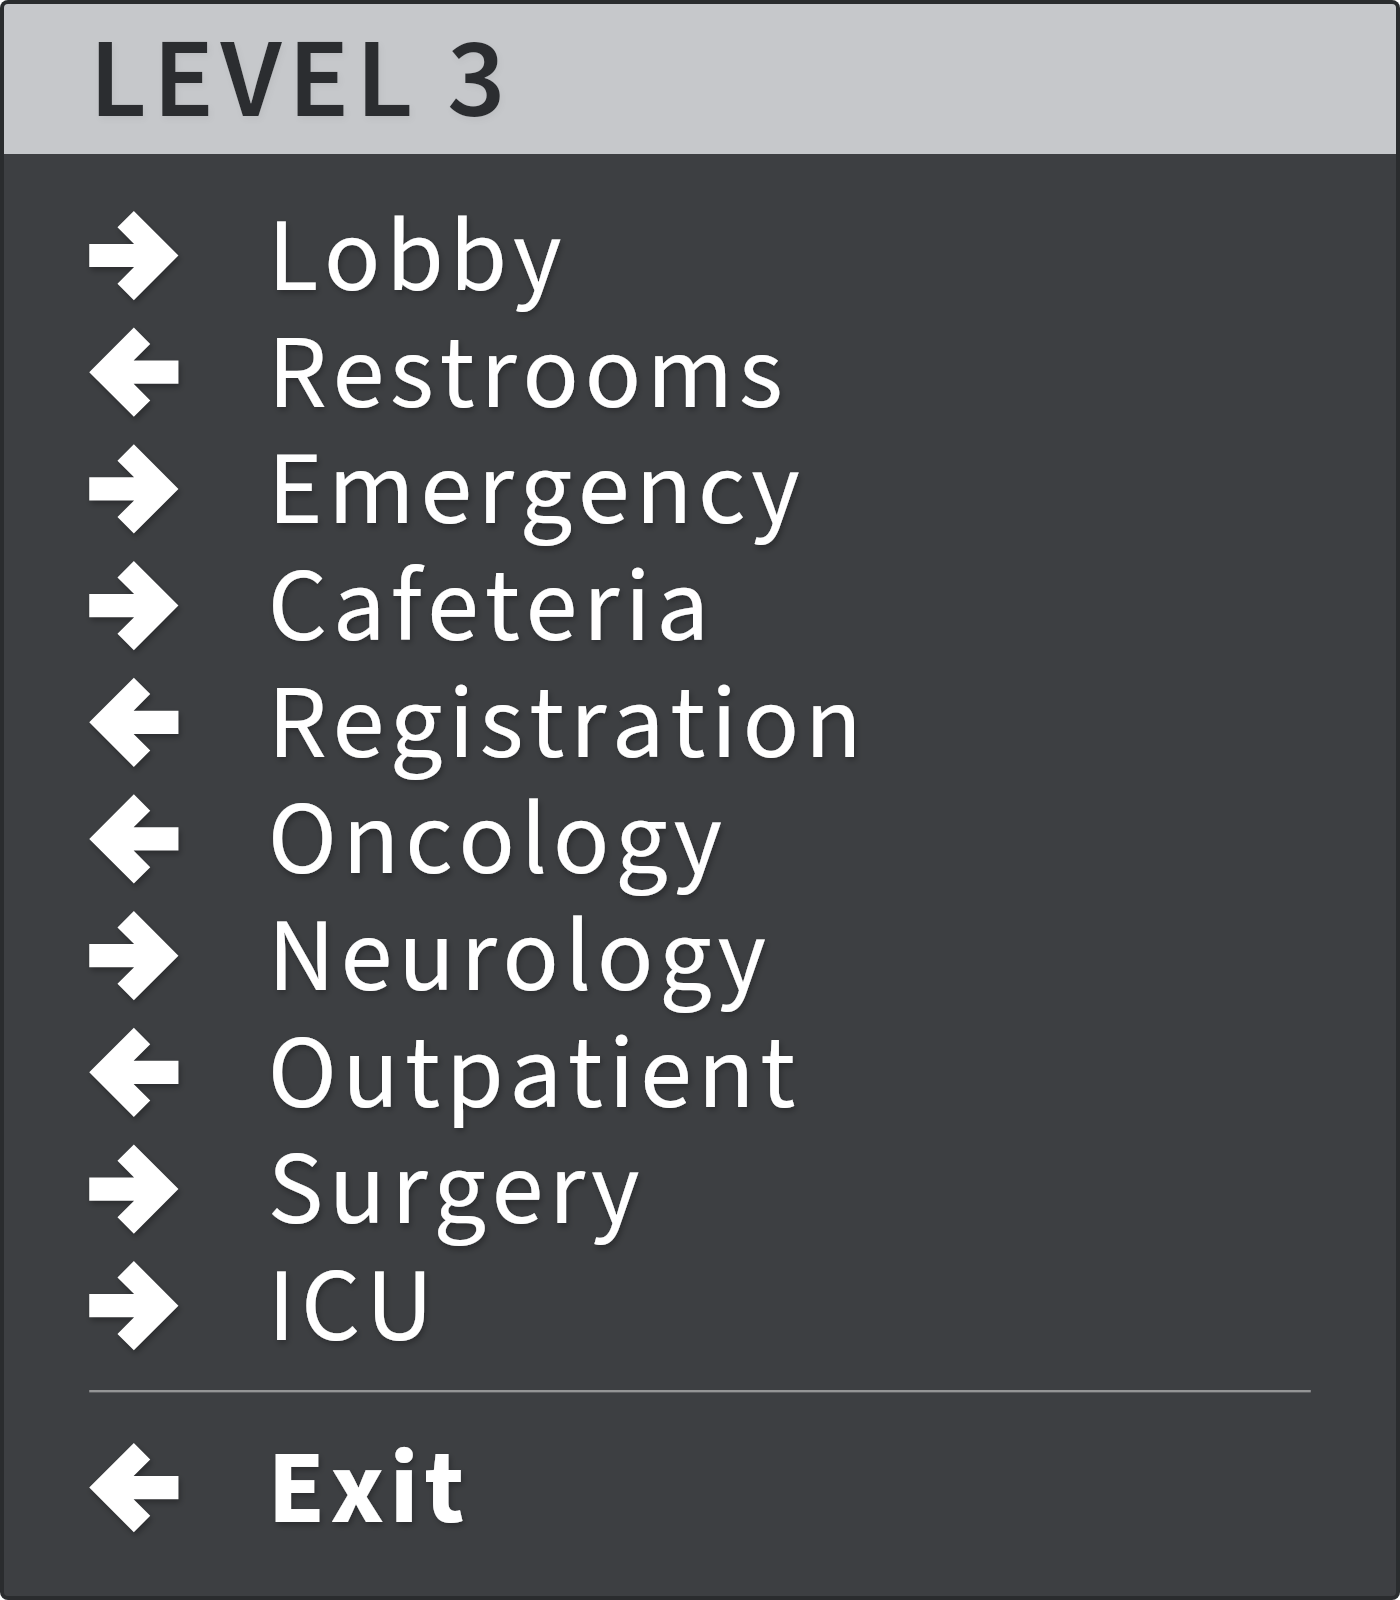 LEVEL 3
→ Lobby
← Restrooms
→ Emergency
→ Cafeteria
← Registration
← Oncology
→ Neurology
← Outpatient
→ Surgery
→ ICU
← Exit